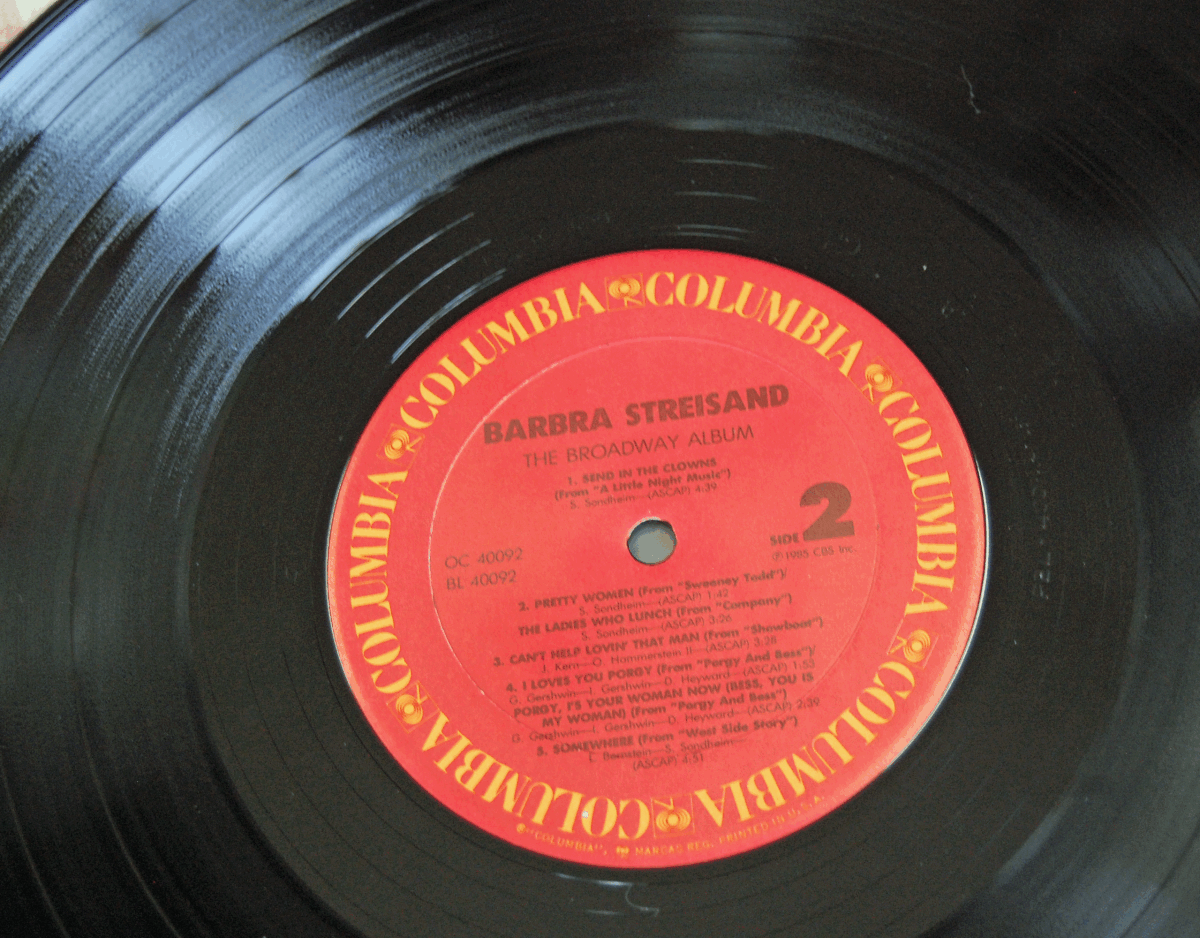 COLUMBIA COLUMBIA COLUMBIA COLUMBIA COLUMBIA COLUMBIA
BARBRA STREISAND
THE BROADWAY ALBUM
1. SEND IN THE CLOWNS
(From "A Little Night Music")
S. Sondheim—(ASCAP) 4:39
SIDE 2
℗ 1985 CBS Inc.
OC 40092
BL 40092
2. PRETTY WOMEN (From "Sweeney Todd")/
S. Sondheim—(ASCAP) 1:42
THE LADIES WHO LUNCH (From "Company")
S. Sondheim—(ASCAP) 3:26
3. CAN'T HELP LOVIN' THAT MAN (From "Showboat")
J. Kern—O. Hammerstein II—(ASCAP) 3:28
4. I LOVES YOU PORGY (From "Porgy And Bess")/
G. Gershwin—I. Gershwin—D. Heyward—(ASCAP) 1:53
PORGY, I'S YOUR WOMAN NOW (BESS, YOU IS
MY WOMAN) (From "Porgy And Bess")
G. Gershwin—I. Gershwin—D. Heyward—(ASCAP) 2:39
5. SOMEWHERE (From "West Side Story")
L. Bernstein—S. Sondheim—
(ASCAP) 4:51
"COLUMBIA", MARCAS REG. PRINTED IN U.S.A.